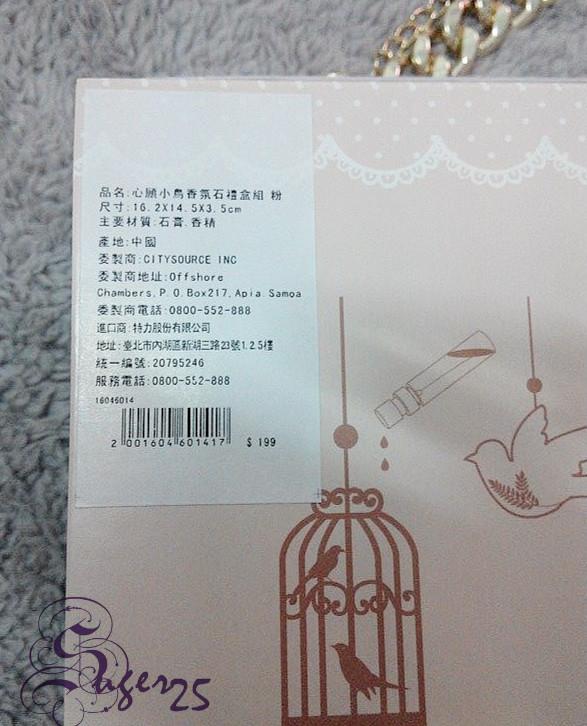 品名:心願小鳥香氛石禮盒組 粉
尺寸:16.2X14.5X3.5cm
主要材質:石膏.香精
產地:中國
委製商:CITYSOURCE INC
委製商地址:Offshore
Chambers,P.O.Box217,Apia.Samoa
委製商電話:0800-552-888
進口商:特力股份有限公司
地址:臺北市內湖區新湖三路23號1.2.5樓
統一編號:20795246
服務電話:0800-552-888
16046014
2 001604 601417 $ 199
Suger25